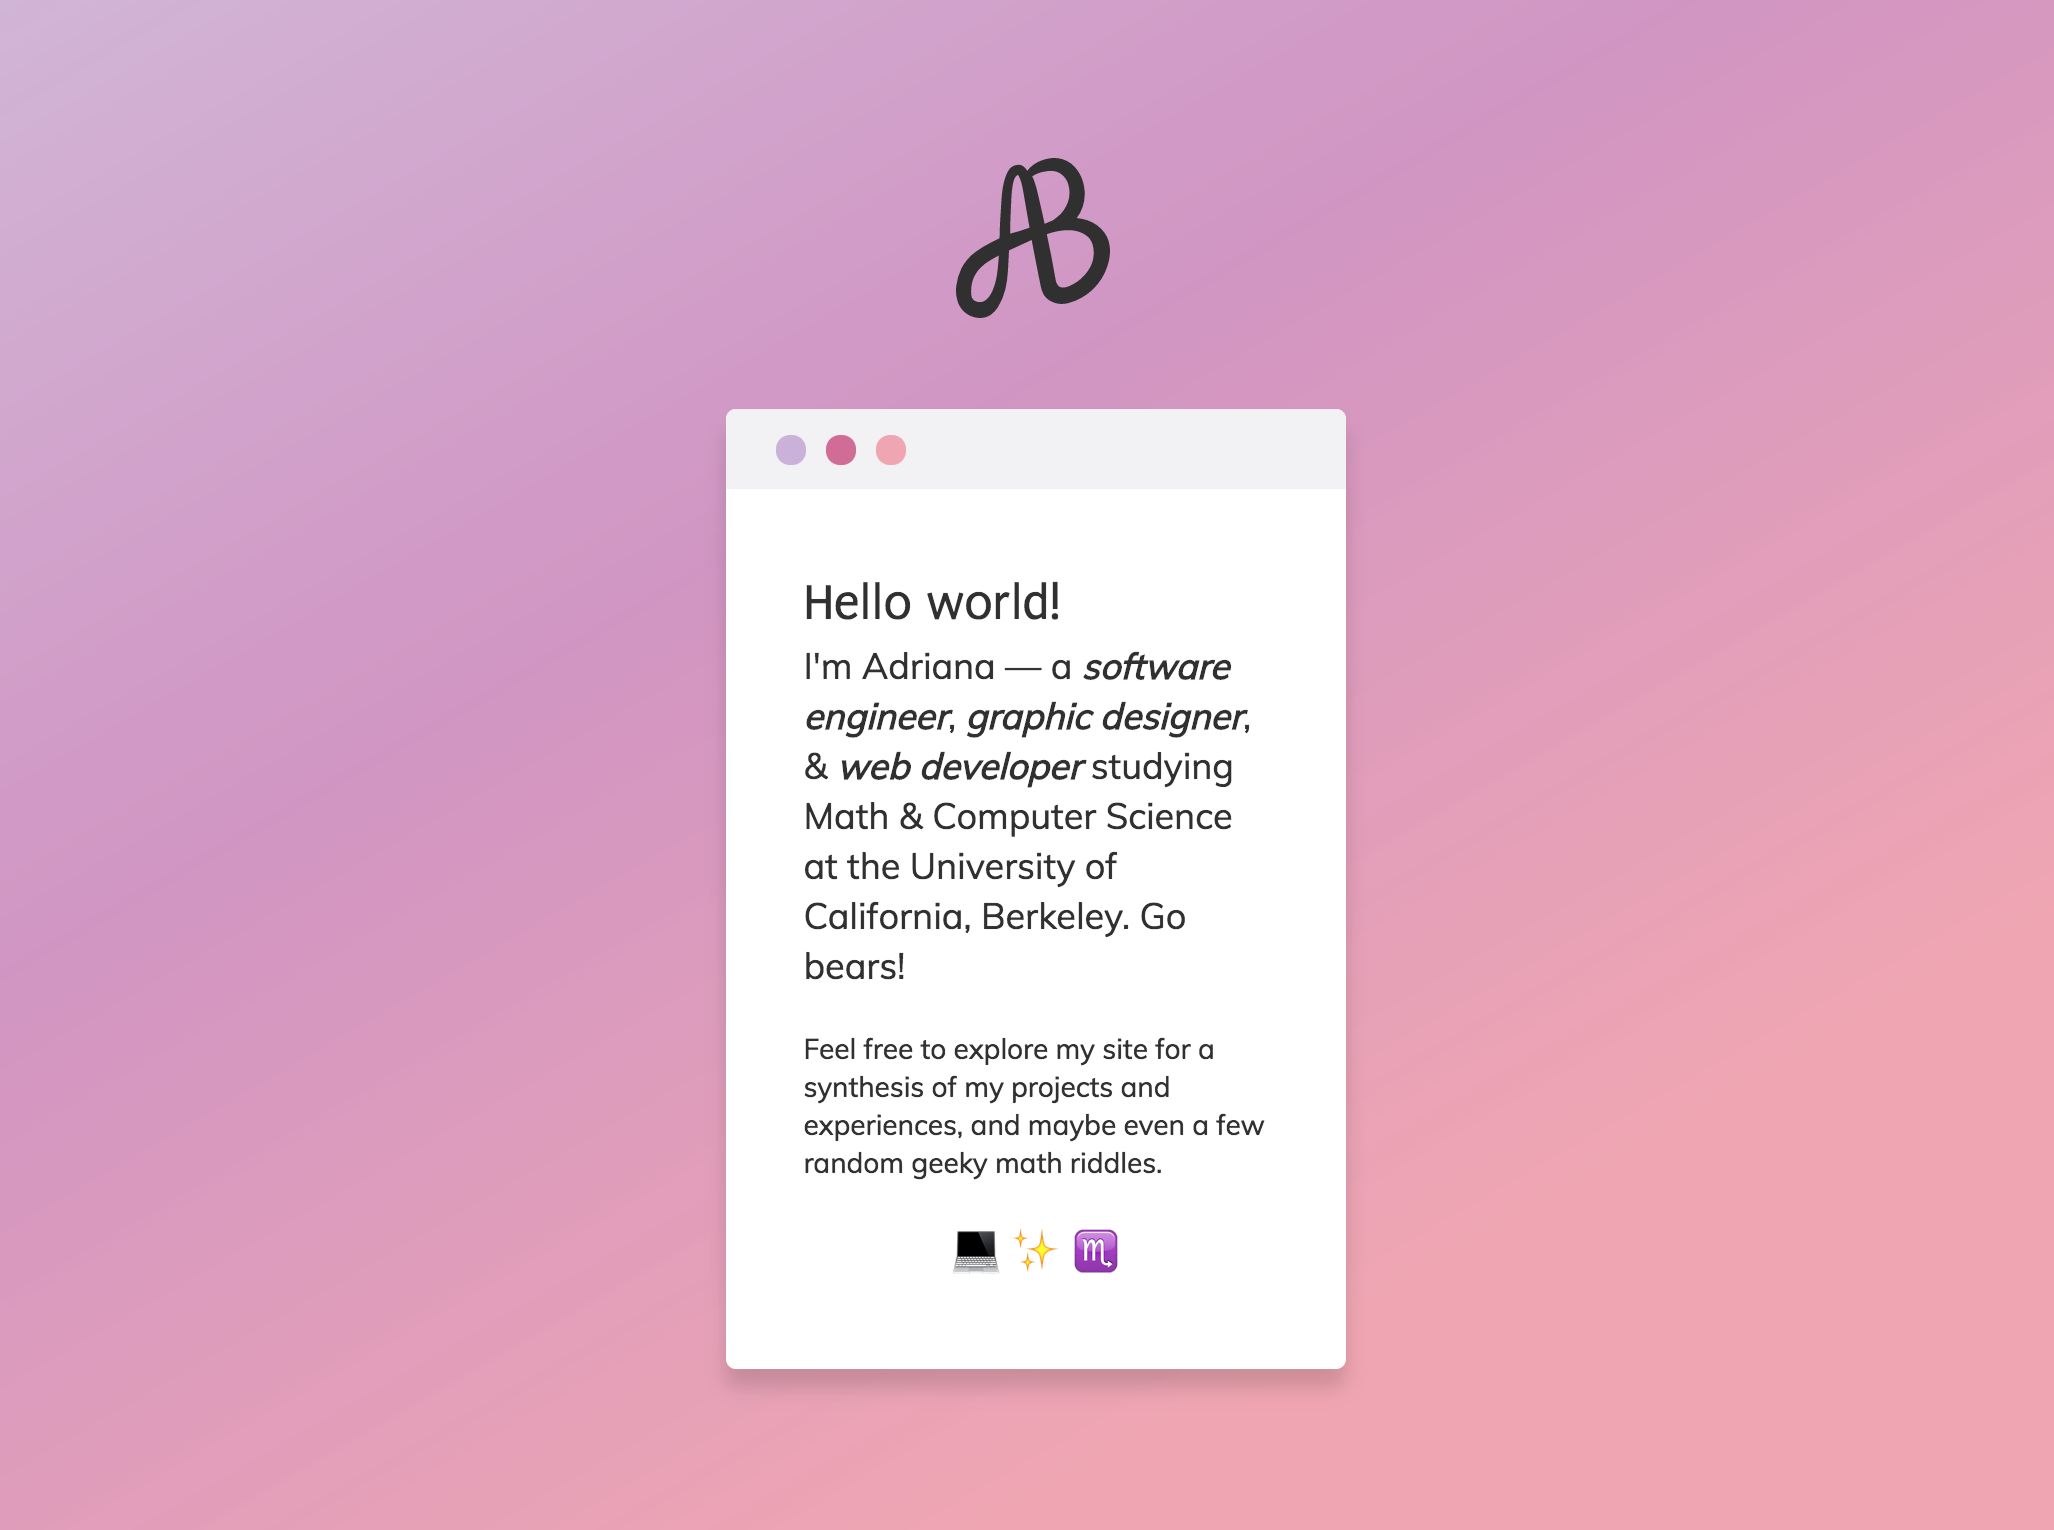 AB
Hello world!
I'm Adriana — a software
engineer, graphic designer,
& web developer studying
Math & Computer Science
at the University of
California, Berkeley. Go
bears!
Feel free to explore my site for a
synthesis of my projects and
experiences, and maybe even a few
random geeky math riddles.
💻 ✨ ♏